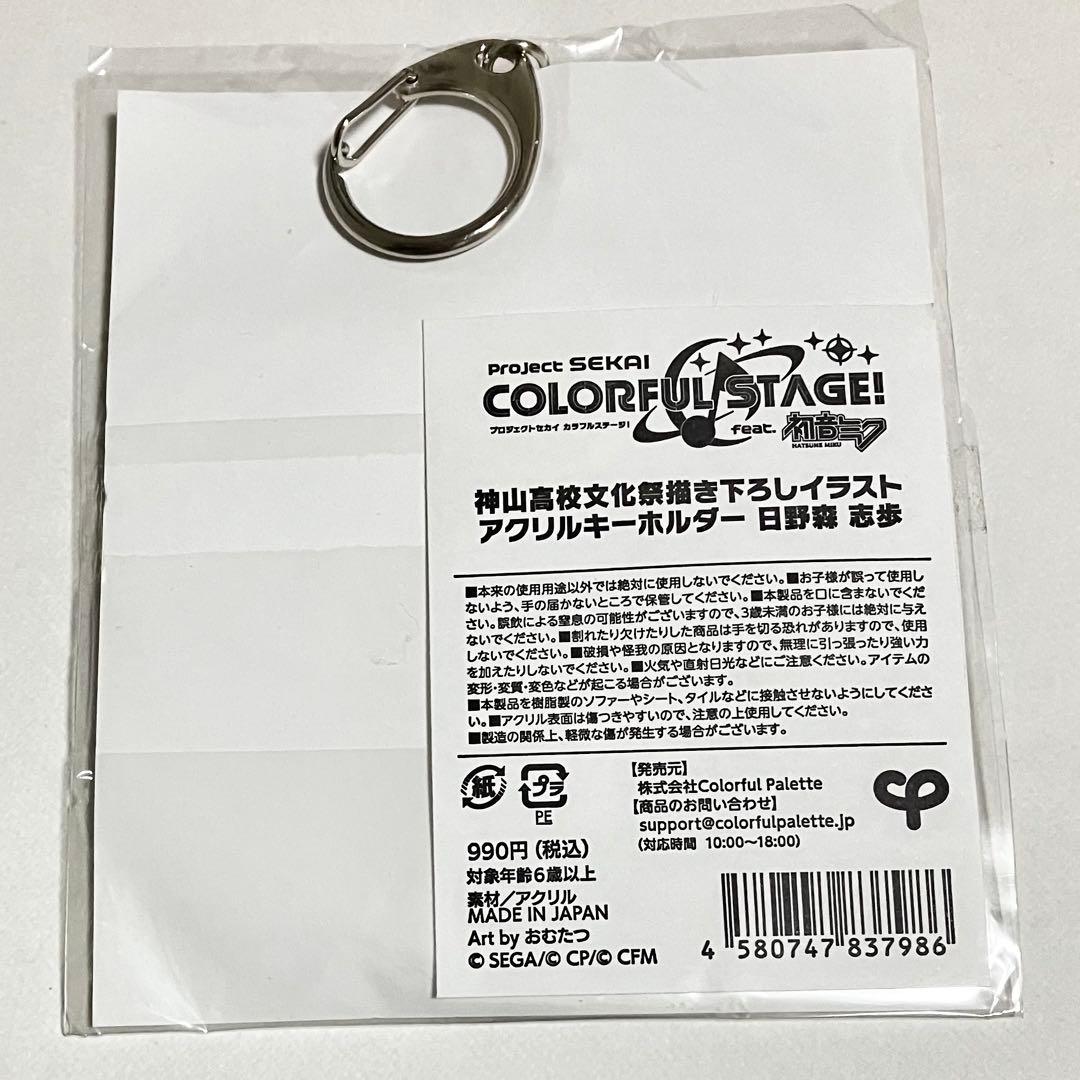 Project SEKAI
COLORFUL STAGE!
プロジェクトセカイ カラフルステージ!
feat. 初音ミク
HATSUNE MIKU
神山高校文化祭描き下ろしイラスト
アクリルキーホルダー 日野森 志歩
■本来の使用用途以外では絶対に使用しないでください。■お子様が誤って使用し
ないよう、手の届かないところで保管してください。■本製品を口に含まないでくだ
さい。誤飲による窒息の可能性がございますので、3歳未満のお子様には絶対に与え
ないでください。■割れたり欠けたりした商品は手を切る恐れがありますので、使用
しないでください。■破損や怪我の原因となりますので、無理に引っ張ったり強い力
を加えたりしないでください。■火気や直射日光などにご注意ください。アイテムの
変形・変質・変色などが起こる場合がございます。
■本製品を樹脂製のソファーやシート、タイルなどに接触させないようにしてくださ
い。■アクリル表面は傷つきやすいので、注意の上使用してください。
■製造の関係上、軽微な傷が発生する場合がございます。
紙
プラ
PE
【発売元】
株式会社Colorful Palette
【商品のお問い合わせ】
support@colorfulpalette.jp
(対応時間 10:00〜18:00)
990円(税込)
対象年齢6歳以上
素材/アクリル
MADE IN JAPAN
Art by おむたつ
© SEGA/© CP/© CFM
4 580747 837986